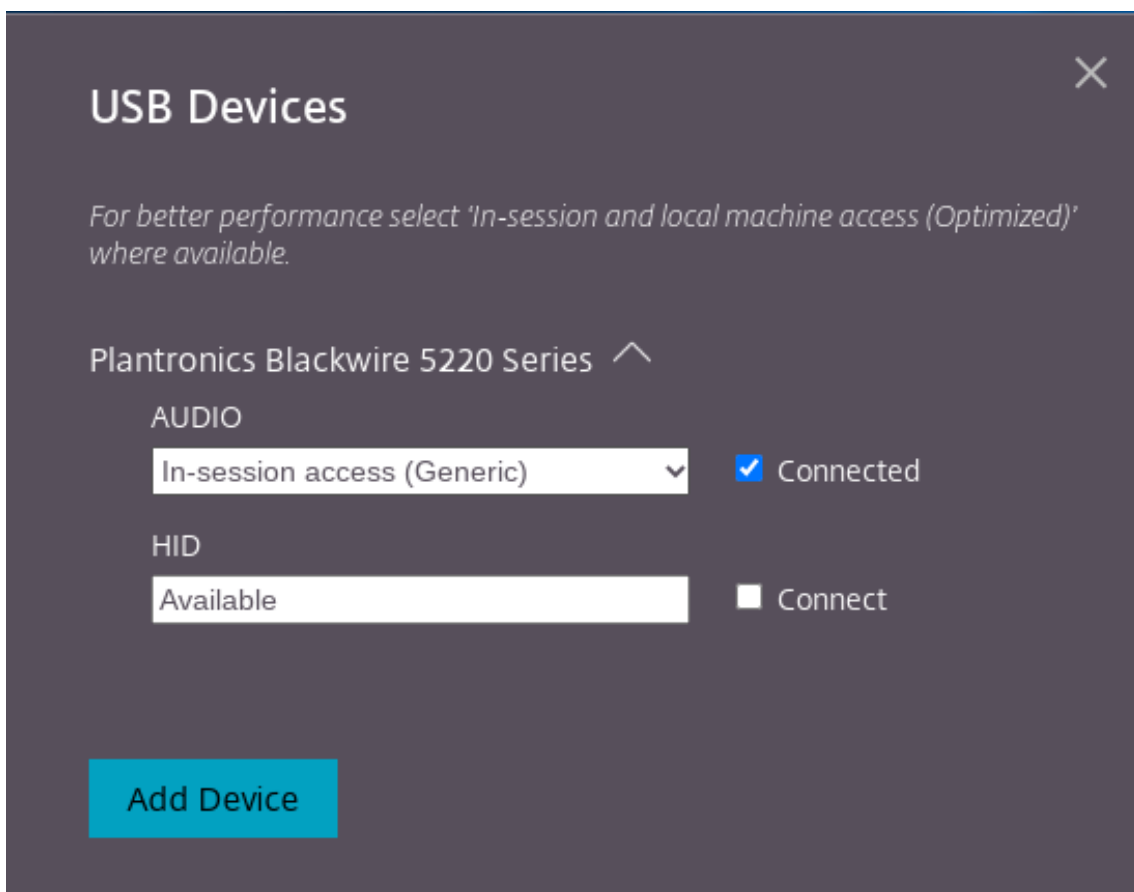 USB Devices
For better performance select 'In-session and local machine access (Optimized)'
where available.
Plantronics Blackwire 5220 Series
AUDIO
In-session access (Generic)
Connected
HID
Available
Connect
Add Device